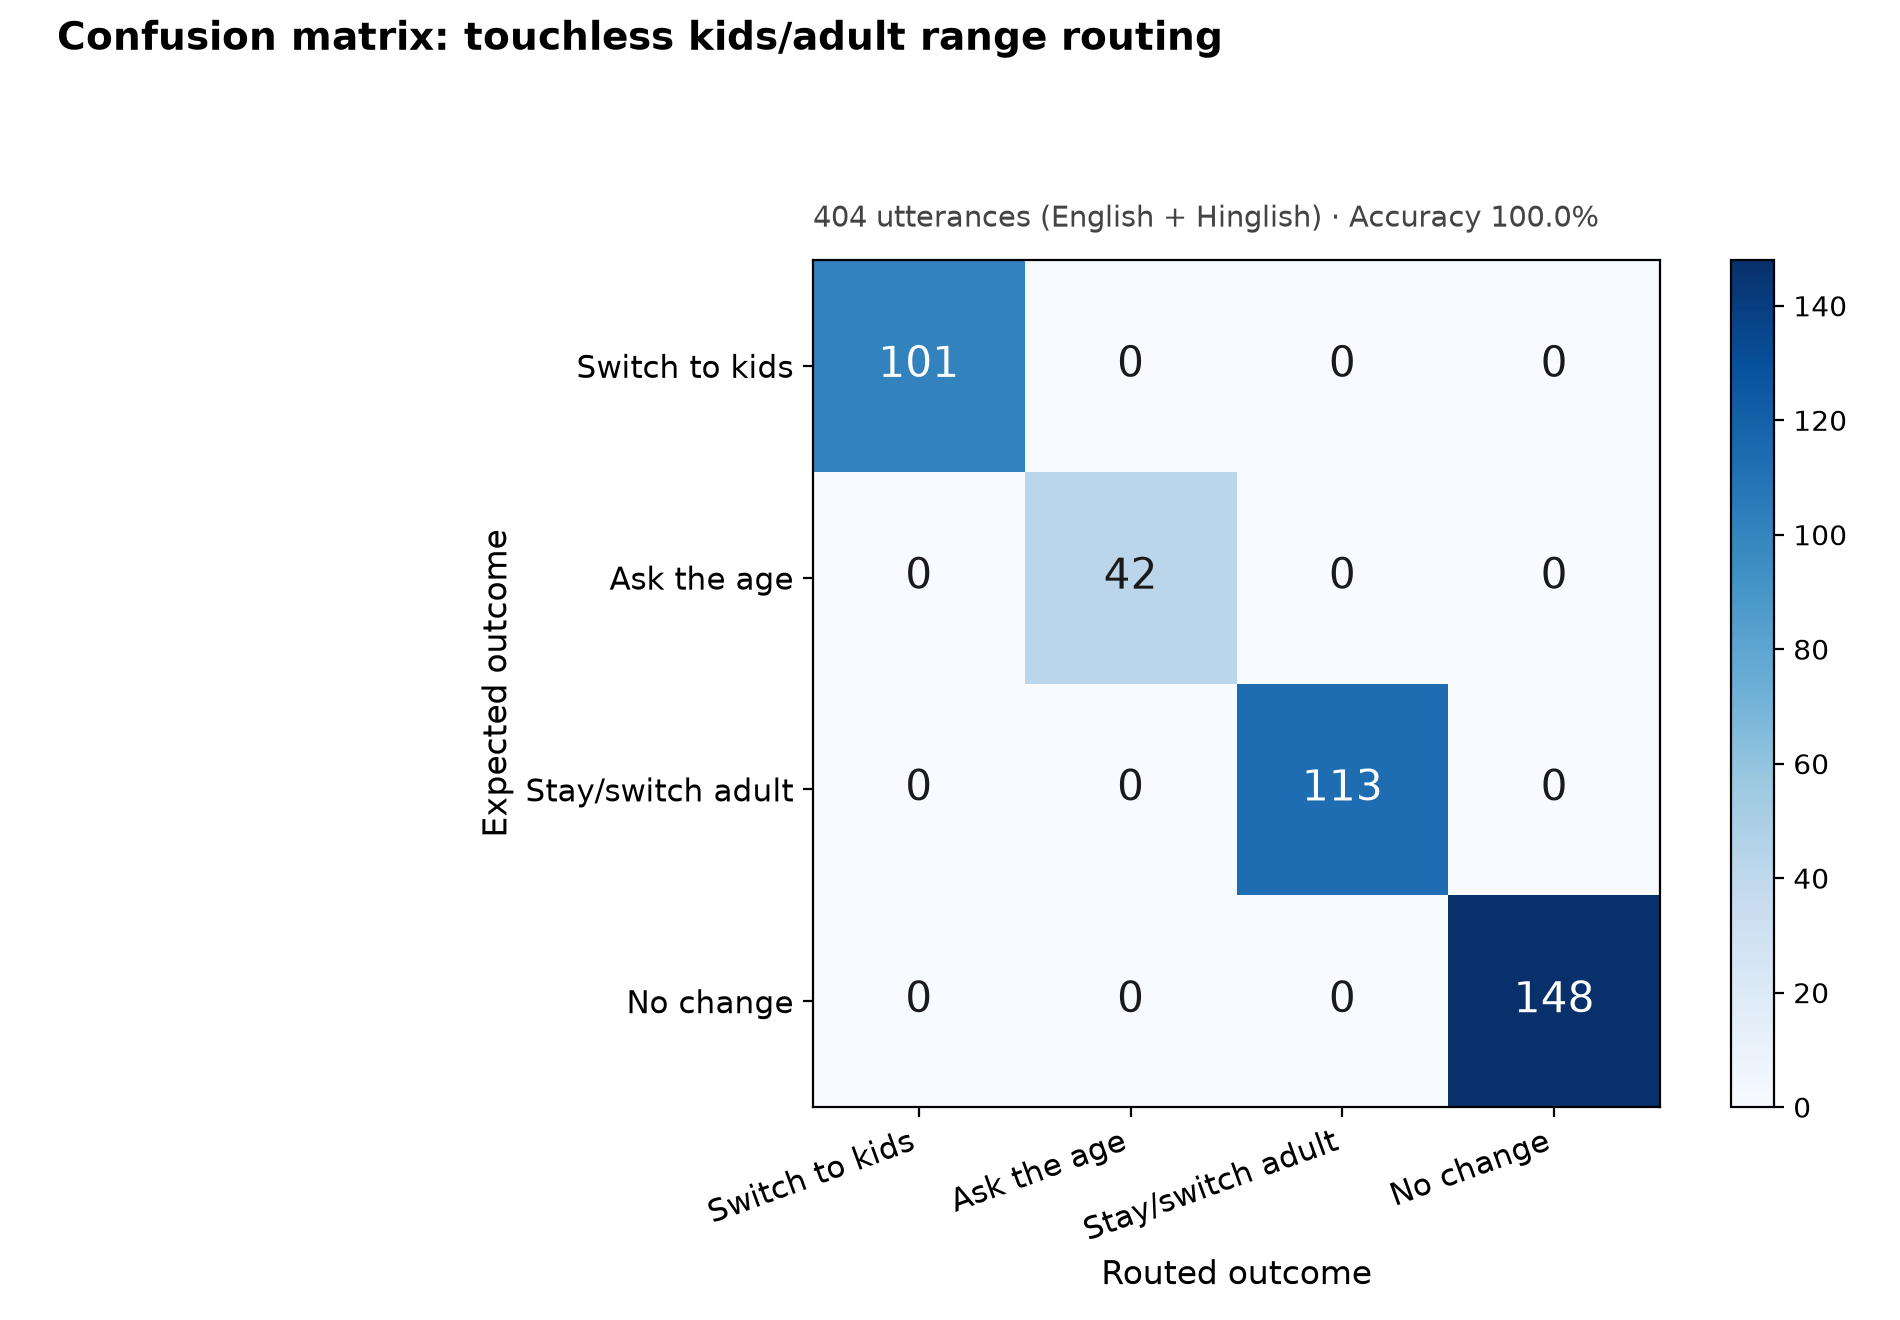 Confusion matrix: touchless kids/adult range routing
404 utterances (English + Hinglish) · Accuracy 100.0%
Expected outcome
Switch to kids
101 0 0 0
Ask the age
0 42 0 0
Stay/switch adult
0 0 113 0
No change
0 0 0 148
Switch to kids
Ask the age
Stay/switch adult
No change
Routed outcome
140
120
100
80
60
40
20
0